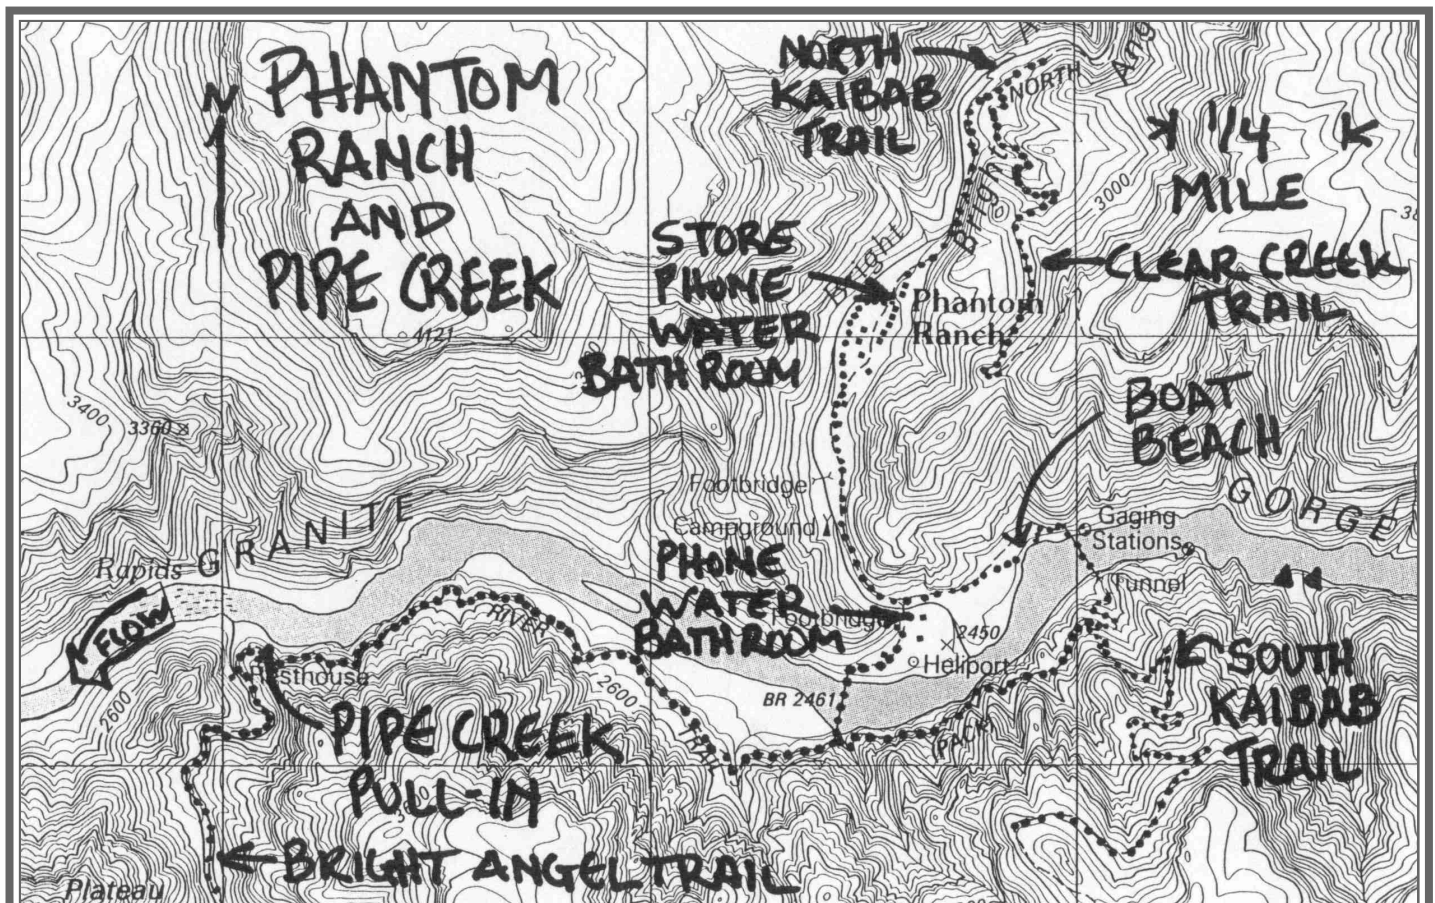 N
PHANTOM
RANCH
AND
PIPE CREEK
NORTH
KAIBAB
TRAIL
NORTH
Ang
1/4
MILE
3000
STORE
PHONE
WATER
BATHROOM
Bright
Bright
Phantom
Ranch
CLEAR CREEK
TRAIL
4121
3400
3360
BOAT
BEACH
Footbridge
Campground
GRANITE
GORGE
Gaging
Stations
Tunnel
Rapids
FLOW
PHONE
WATER
BATHROOM
Footbridge
2450
Heliport
BR 2461
RIVER
TRAIL
(PACK)
2600
2600
Resthouse
SOUTH
KAIBAB
TRAIL
PIPE CREEK
PULL-IN
BRIGHT ANGEL TRAIL
Plateau